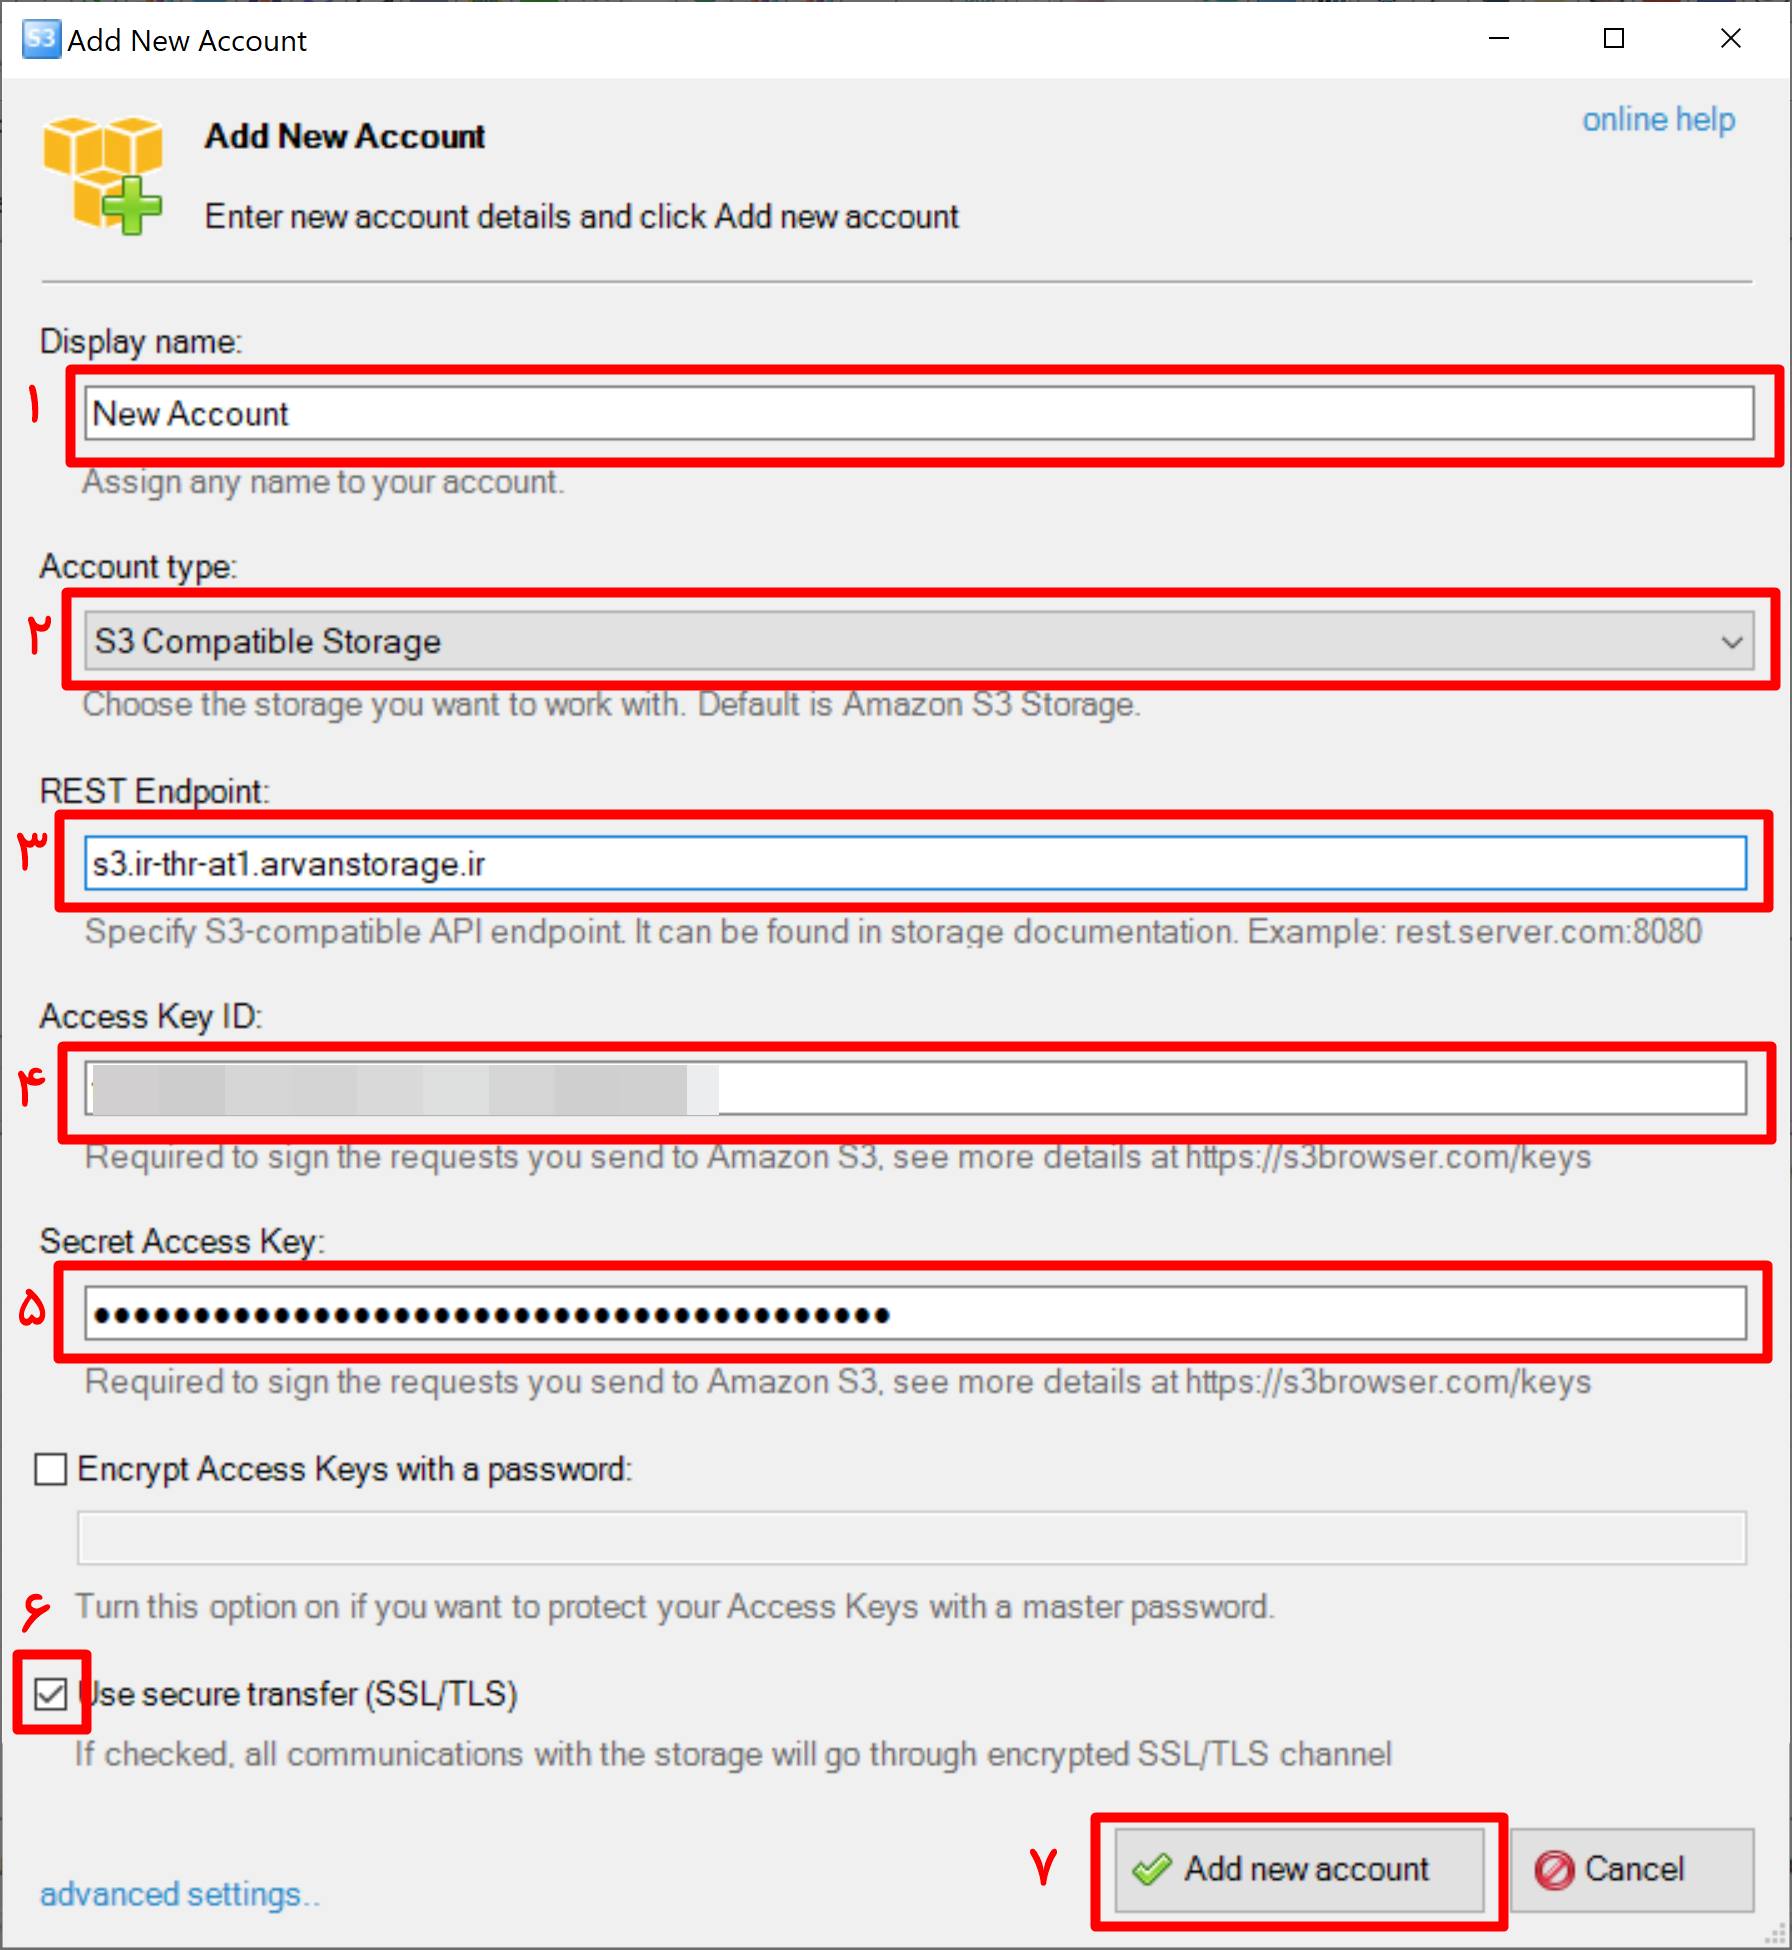 S3 Add New Account
online help
Add New Account
Enter new account details and click Add new account
Display name:
۱
New Account
Assign any name to your account.
Account type:
۲
S3 Compatible Storage
Choose the storage you want to work with. Default is Amazon S3 Storage.
REST Endpoint:
۳
s3.ir-thr-at1.arvanstorage.ir
Specify S3-compatible API endpoint. It can be found in storage documentation. Example: rest.server.com:8080
Access Key ID:
۴
Required to sign the requests you send to Amazon S3, see more details at https://s3browser.com/keys
Secret Access Key:
۵
●●●●●●●●●●●●●●●●●●●●●●●●●●●●●●●●●●●●●●●●
Required to sign the requests you send to Amazon S3, see more details at https://s3browser.com/keys
Encrypt Access Keys with a password:
۶
Turn this option on if you want to protect your Access Keys with a master password.
Use secure transfer (SSL/TLS)
If checked, all communications with the storage will go through encrypted SSL/TLS channel
۷
Add new account
Cancel
advanced settings..